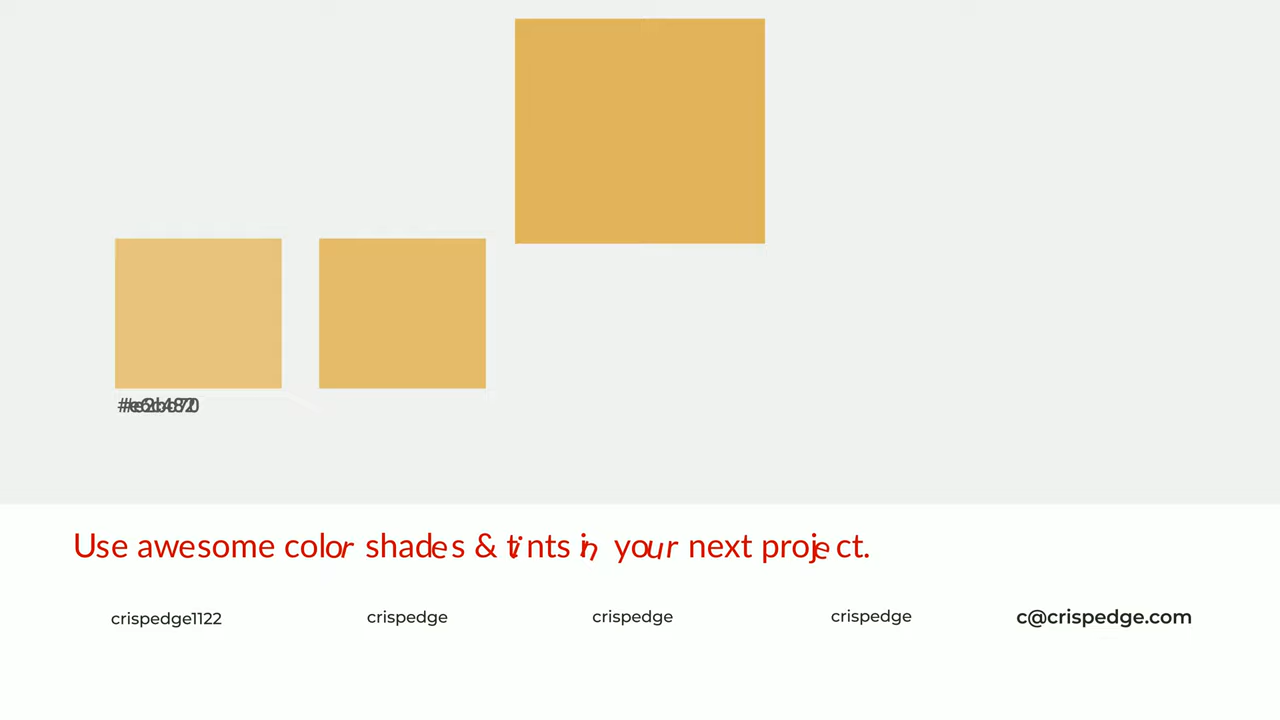 Use awesome color shades & tints in your next project.
crispedge1122 crispedge crispedge crispedge c@crispedge.com